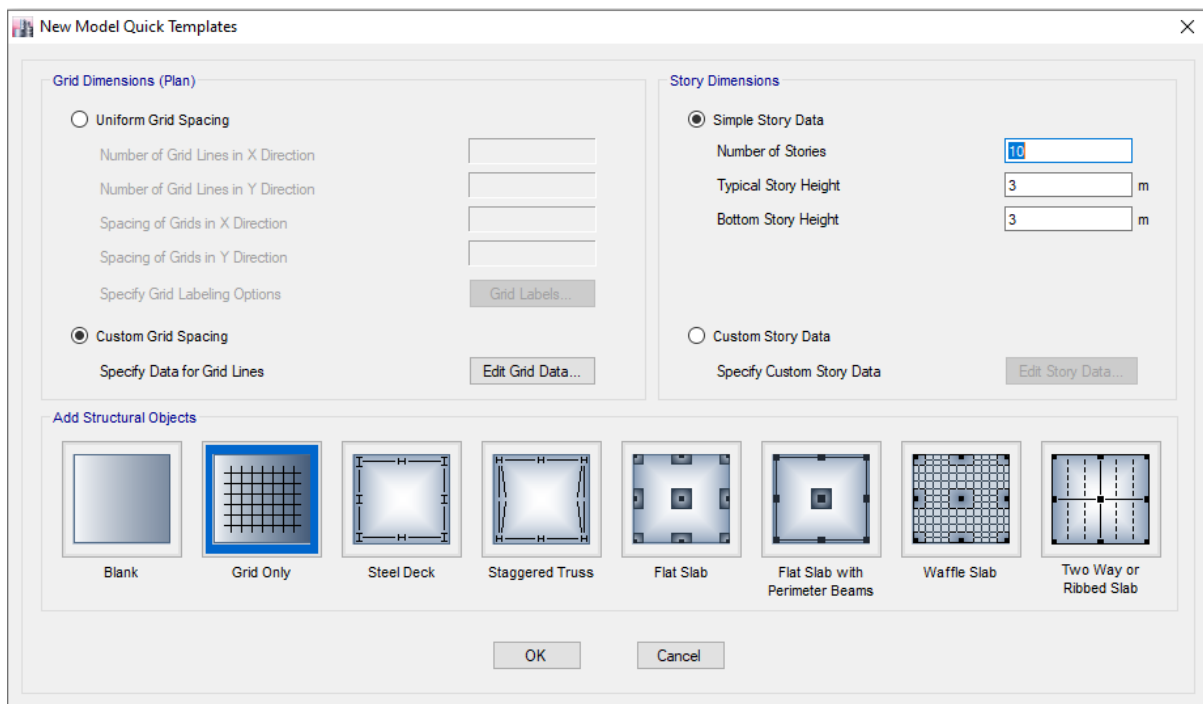 New Model Quick Templates
Grid Dimensions (Plan)
Uniform Grid Spacing
Number of Grid Lines in X Direction
Number of Grid Lines in Y Direction
Spacing of Grids in X Direction
Spacing of Grids in Y Direction
Specify Grid Labeling Options
Grid Labels...
Custom Grid Spacing
Specify Data for Grid Lines
Edit Grid Data...
Story Dimensions
Simple Story Data
Number of Stories
10
Typical Story Height
3
m
Bottom Story Height
3
m
Custom Story Data
Specify Custom Story Data
Edit Story Data...
Add Structural Objects
Blank
Grid Only
Steel Deck
Staggered Truss
Flat Slab
Flat Slab with
Perimeter Beams
Waffle Slab
Two Way or
Ribbed Slab
OK
Cancel